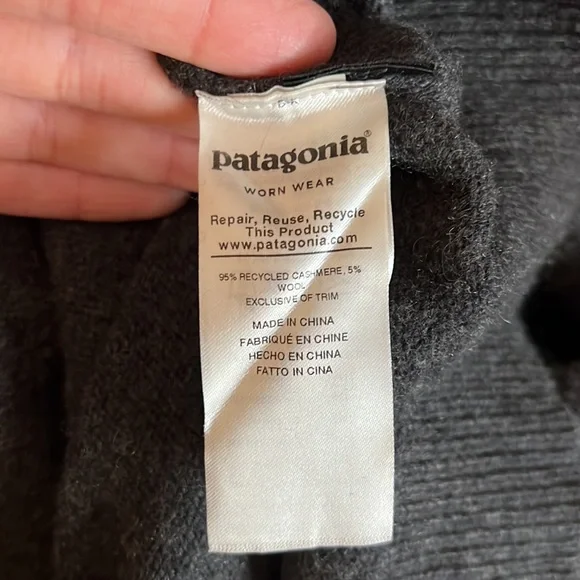 patagonia®
WORN WEAR
Repair, Reuse, Recycle
This Product
www.patagonia.com
95% RECYCLED CASHMERE, 5%
WOOL
EXCLUSIVE OF TRIM
MADE IN CHINA
FABRIQUÉ EN CHINE
HECHO EN CHINA
FATTO IN CINA